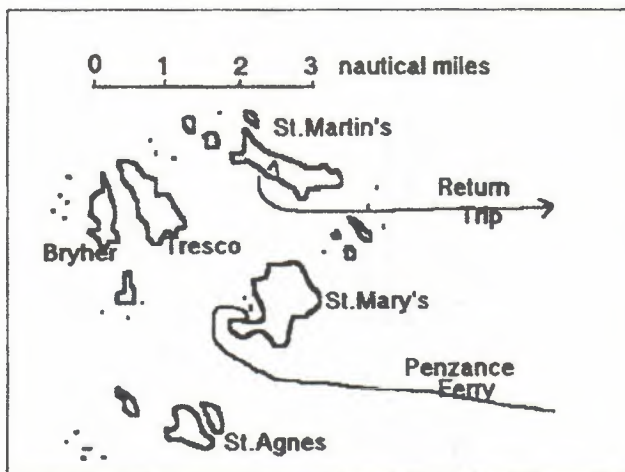 0 1 2 3 nautical miles
St.Martin's
Return
Trip
Bryher
Tresco
St.Mary's
Penzance
Ferry
St.Agnes